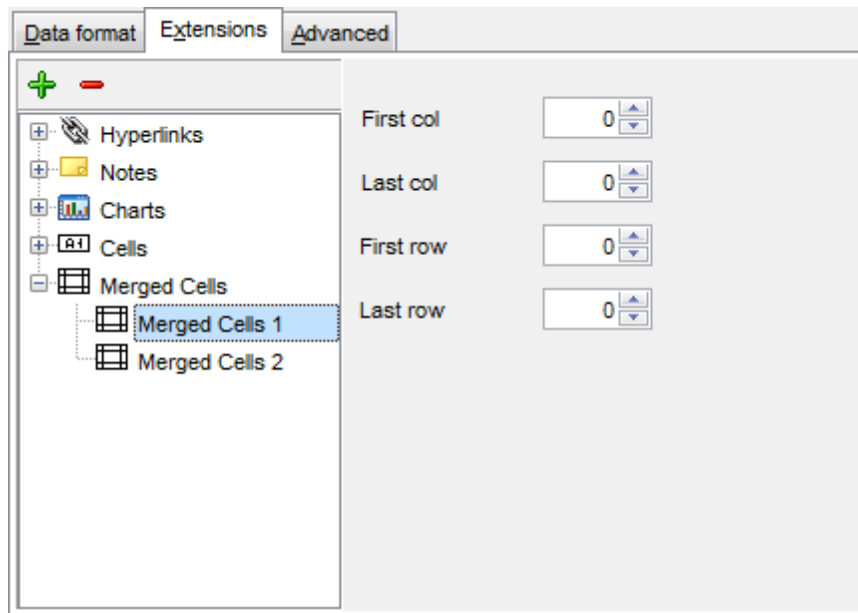 Data format Extensions Advanced
Hyperlinks
Notes
Charts
A1 Cells
Merged Cells
Merged Cells 1
Merged Cells 2
First col 0
Last col 0
First row 0
Last row 0